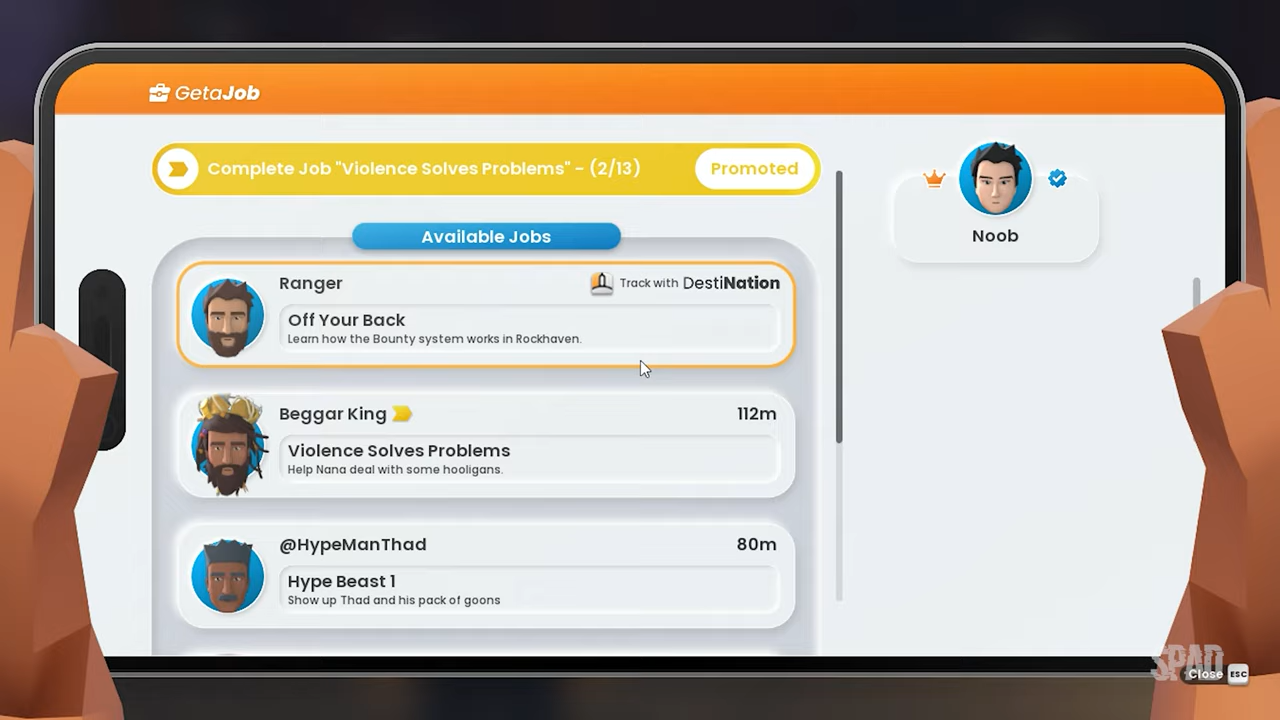 GetaJob
Complete Job "Violence Solves Problems" - (2/13)
Promoted
Noob
Available Jobs
Ranger
Track with DestiNation
Off Your Back
Learn how the Bounty system works in Rockhaven.
Beggar King
112m
Violence Solves Problems
Help Nana deal with some hooligans.
@HypeManThad
80m
Hype Beast 1
Show up Thad and his pack of goons
SPAD
Close ESC